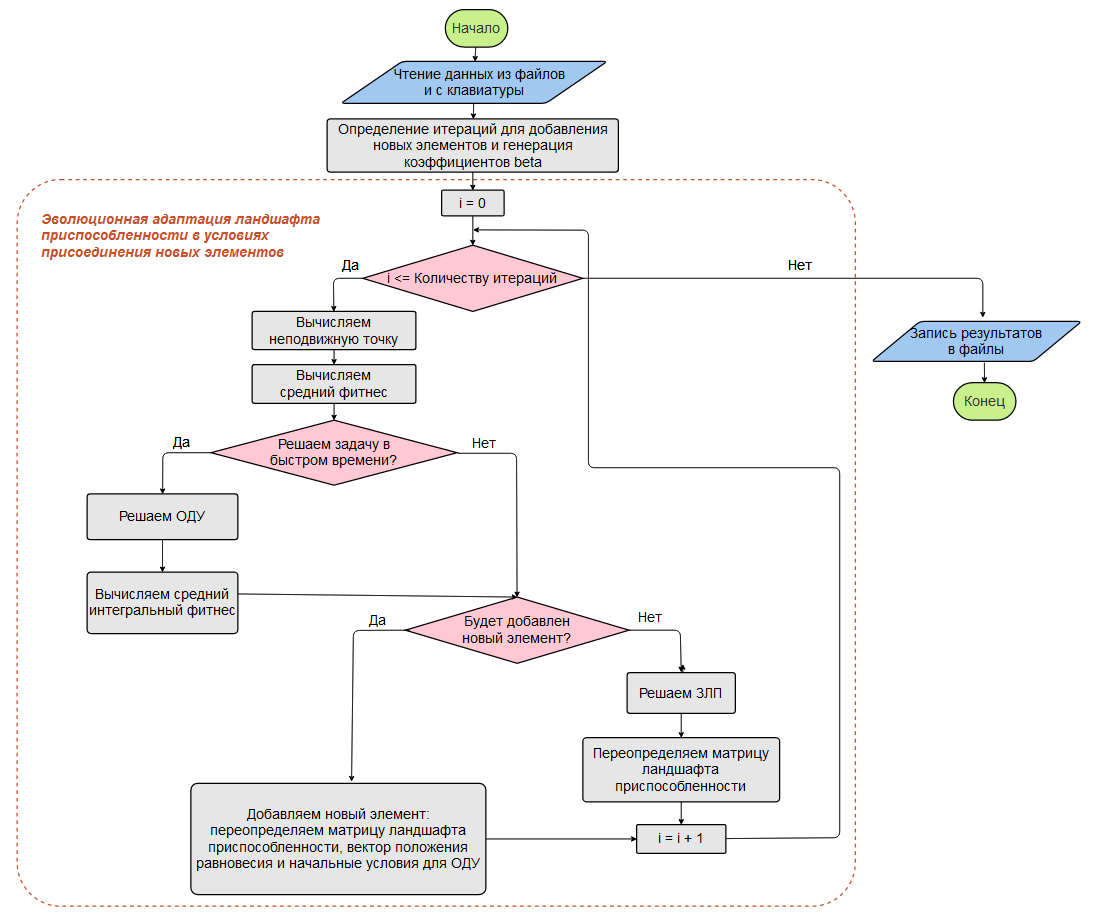 Начало
Чтение данных из файлов
и с клавиатуры
Определение итераций для добавления
новых элементов и генерация
коэффициентов beta
i = 0
Эволюционная адаптация ландшафта
приспособленности в условиях
присоединения новых элементов
Да
i <= Количеству итераций
Нет
Вычисляем
неподвижную точку
Запись результатов
в файлы
Вычисляем
средний фитнес
Конец
Да
Решаем задачу в
быстром времени?
Нет
Решаем ОДУ
Вычисляем средний
интегральный фитнес
Да
Будет добавлен
новый элемент?
Нет
Решаем ЗЛП
Переопределяем матрицу
ландшафта
приспособленности
Добавляем новый элемент:
переопределяем матрицу ландшафта
приспособленности, вектор положения
равновесия и начальные условия для ОДУ
i = i + 1